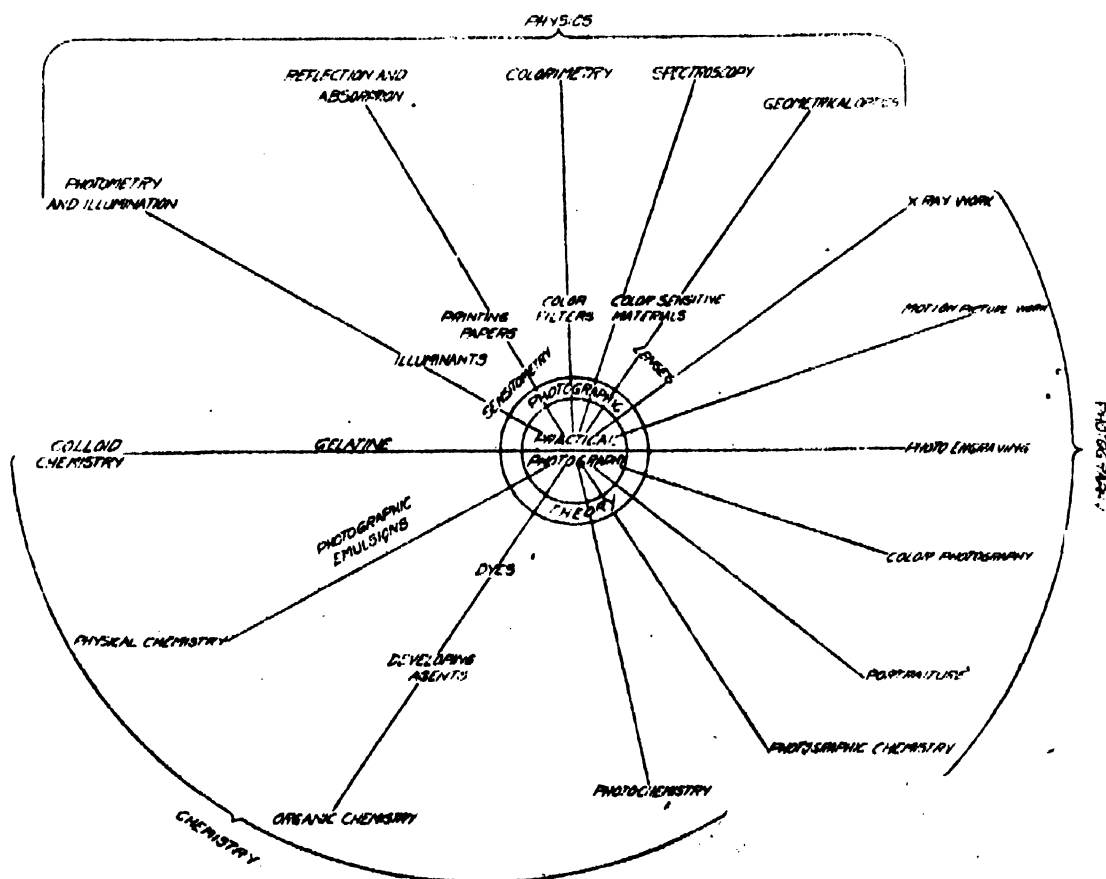 PHYSICS
REFLECTION AND
ABSORPTION
COLORIMETRY
SPECTROSCOPY
GEOMETRICAL OPTICS
PHOTOMETRY
AND ILLUMINATION
X RAY WORK
MOTION PICTURE WORK
PRINTING
PAPERS
COLOR
FILTERS
COLOR SENSITIVE
MATERIALS
ILLUMINANTS
SENSITOMETRY
LENSES
PHOTOGRAPHIC
PRACTICAL
PHOTOGRAPHY
THEORY
COLLOID
CHEMISTRY
GELATINE
PHOTO ENGRAVING
PHOTOGRAPHY
PHOTOGRAPHIC
EMULSIONS
DYES
COLOR PHOTOGRAPHY
PHYSICAL CHEMISTRY
DEVELOPING
AGENTS
PORTRAITURE
PHOTOGRAPHIC CHEMISTRY
PHOTOCHEMISTRY
ORGANIC CHEMISTRY
CHEMISTRY